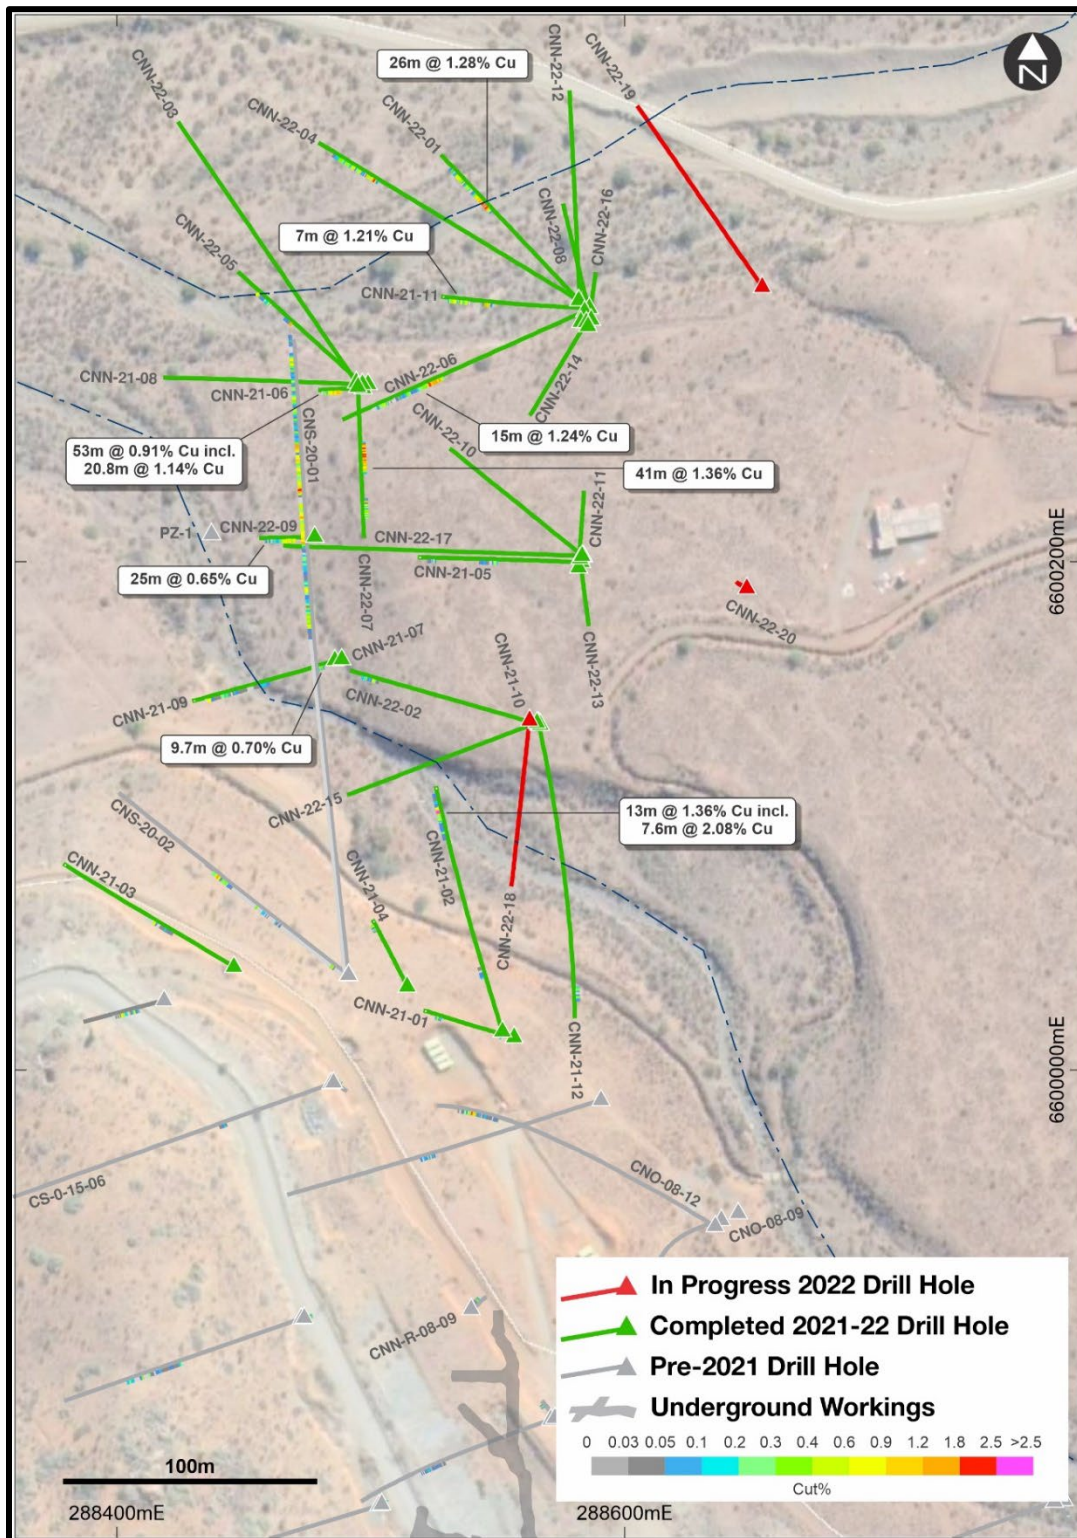 CNN-22-03
CNN-22-04
CNN-22-01
26m @ 1.28% Cu
CNN-22-12
CNN-22-19
N
CNN-22-05
7m @ 1.21% Cu
CNN-22-08
CNN-22-16
CNN-21-11
CNN-21-08
CNN-21-06
CNN-22-06
CNN-22-14
CNS-20-01
53m @ 0.91% Cu incl.
20.8m @ 1.14% Cu
CNN-22-10
15m @ 1.24% Cu
41m @ 1.36% Cu
CNN-22-11
PZ-1
CNN-22-09
CNN-22-17
CNN-21-05
25m @ 0.65% Cu
CNN-22-07
6600200mE
CNN-22-20
CNN-22-13
CNN-21-07
CNN-21-10
CNN-22-02
CNN-21-09
9.7m @ 0.70% Cu
CNN-22-15
CNS-20-02
13m @ 1.36% Cu incl.
7.6m @ 2.08% Cu
CNN-21-03
CNN-21-04
CNN-21-02
CNN-22-18
CNN-21-01
CNN-21-12
6600000mE
CS-0-15-06
CNO-08-12
CNO-08-09
CNN-R-08-09
In Progress 2022 Drill Hole
Completed 2021-22 Drill Hole
Pre-2021 Drill Hole
Underground Workings
0 0.03 0.05 0.1 0.2 0.3 0.4 0.6 0.9 1.2 1.8 2.5 >2.5
Cut%
100m
288400mE
288600mE